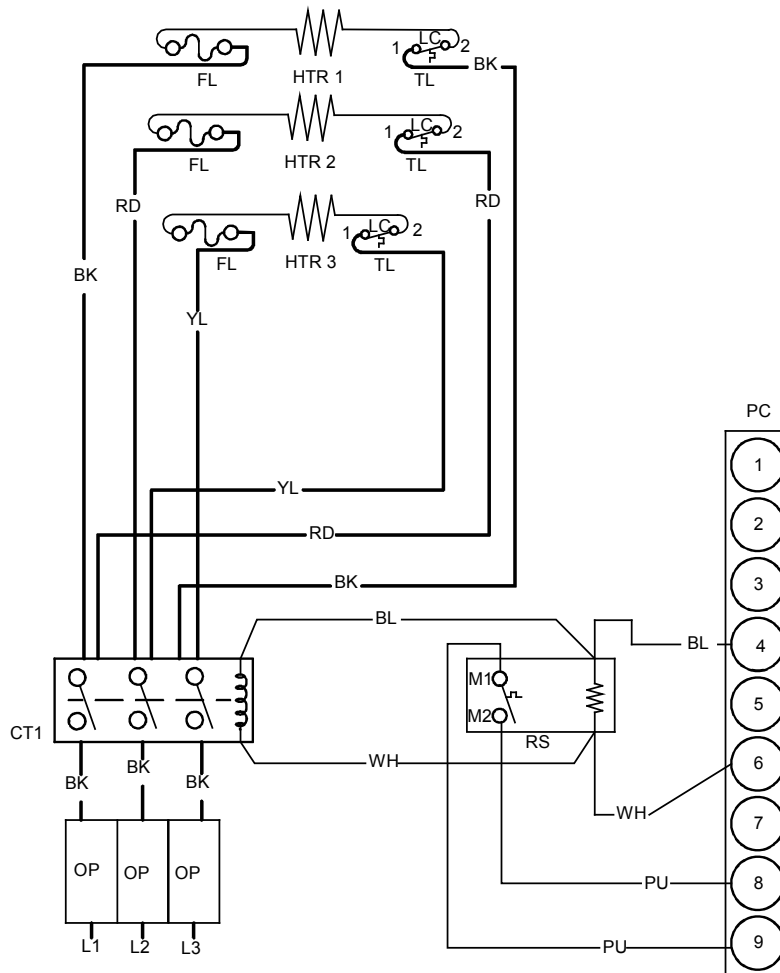 1 LC 2
BK
FL
HTR 1
TL
1 LC 2
FL
HTR 2
TL
RD
RD
1 LC 2
FL
HTR 3
TL
BK
YL
PC
1
YL
2
RD
BK
3
BL
BL
4
M1
5
M2
CT1
RS
WH
6
BK
BK
BK
WH
7
OP
OP
OP
PU
8
L1
L2
L3
PU
9